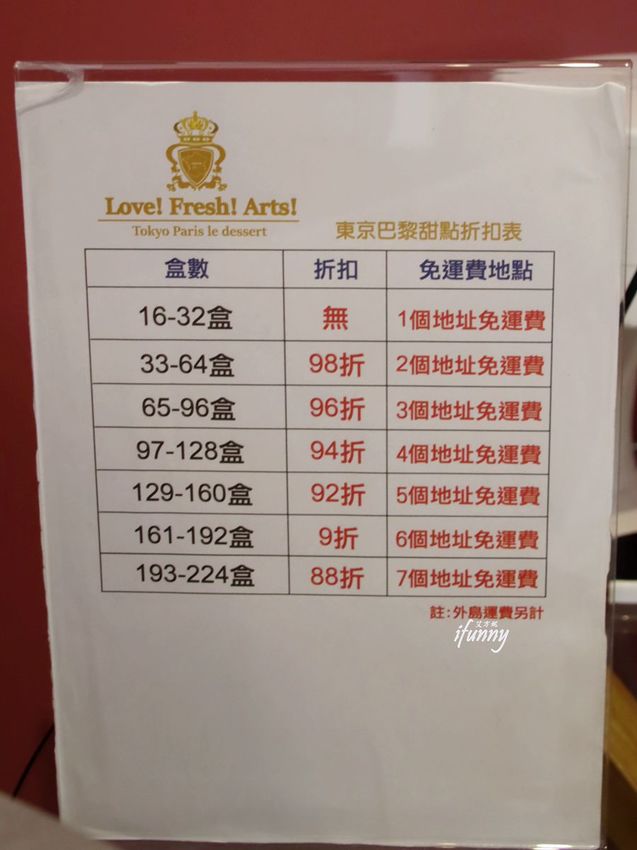 Love! Fresh! Arts!
Tokyo Paris le dessert
東京巴黎甜點折扣表
盒數 折扣 免運費地點
16-32盒 無 1個地址免運費
33-64盒 98折 2個地址免運費
65-96盒 96折 3個地址免運費
97-128盒 94折 4個地址免運費
129-160盒 92折 5個地址免運費
161-192盒 9折 6個地址免運費
193-224盒 88折 7個地址免運費
註:外島運費另計
艾方妮
ifunny